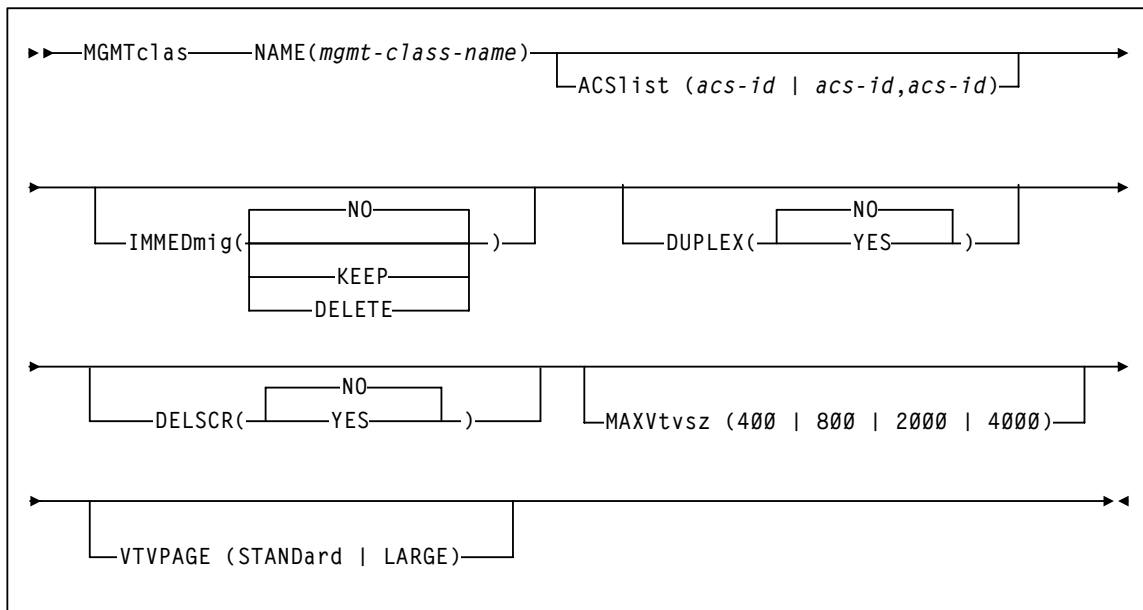 MGMTclas NAME(mgmt-class-name)
ACSlist (acs-id | acs-id,acs-id)
NO NO
IMMEDmig( ) DUPLEX( YES )
KEEP
DELETE
NO
DELSCR( YES ) MAXVtvsz (400 | 800 | 2000 | 4000)
VTVPAGE (STANDard | LARGE)